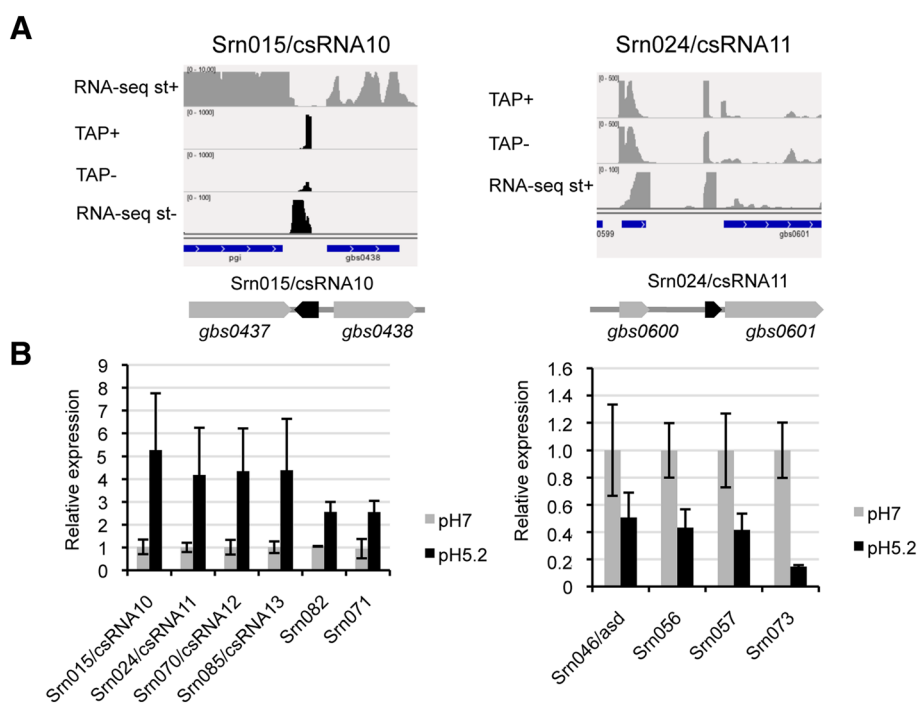 A
Srn015/csRNA10
RNA-seq st+
[0 - 10.00]
TAP+
[0 - 1000]
TAP-
[0 - 1000]
RNA-seq st-
[0 - 100]
pgi
gbs0438
Srn015/csRNA10
gbs0437
gbs0438
Srn024/csRNA11
TAP+
[0 - 500]
TAP-
[0 - 500]
RNA-seq st+
[0 - 100]
0599
gbs0601
Srn024/csRNA11
gbs0600
gbs0601
B
Relative expression
9
8
7
6
5
4
3
2
1
0
Srn015/csRNA10
Srn024/csRNA11
Srn070/csRNA12
Srn085/csRNA13
Srn082
Srn071
pH7
pH5.2
Relative expression
1.6
1.4
1.2
1.0
0.8
0.6
0.4
0.2
0
Srn046/asd
Srn056
Srn057
Srn073
pH7
pH5.2